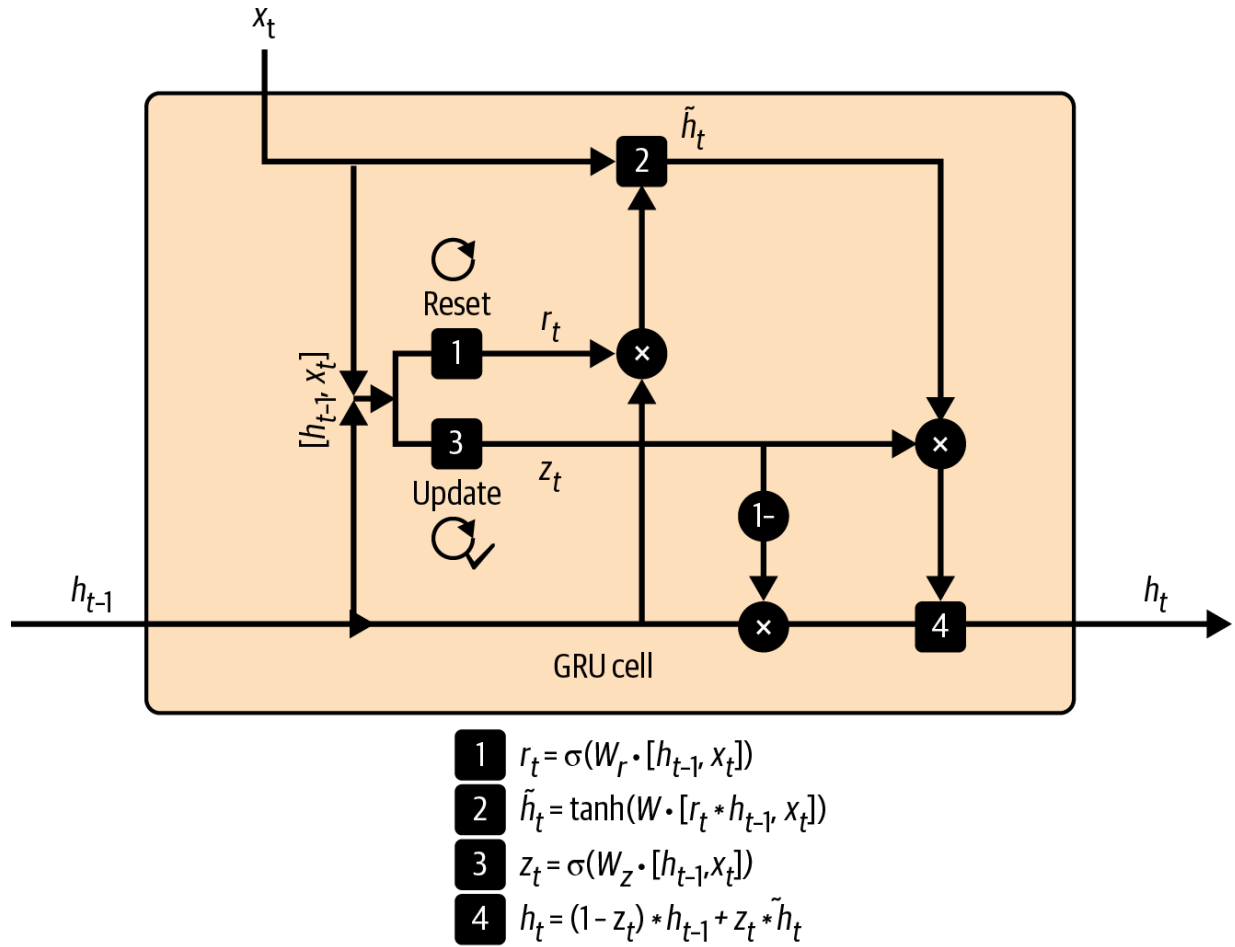 xₜ
h̃ₜ
2
Reset
1
rₜ
×
[hₜ₋₁, xₜ]
3
zₜ
×
Update
1–
hₜ₋₁
hₜ
×
4
GRU cell
1 rₜ = σ(Wᵣ · [hₜ₋₁, xₜ])
2 h̃ₜ = tanh(W · [rₜ * hₜ₋₁, xₜ])
3 zₜ = σ(W_z · [hₜ₋₁,xₜ])
4 hₜ = (1 – zₜ) * hₜ₋₁ + zₜ * h̃ₜ